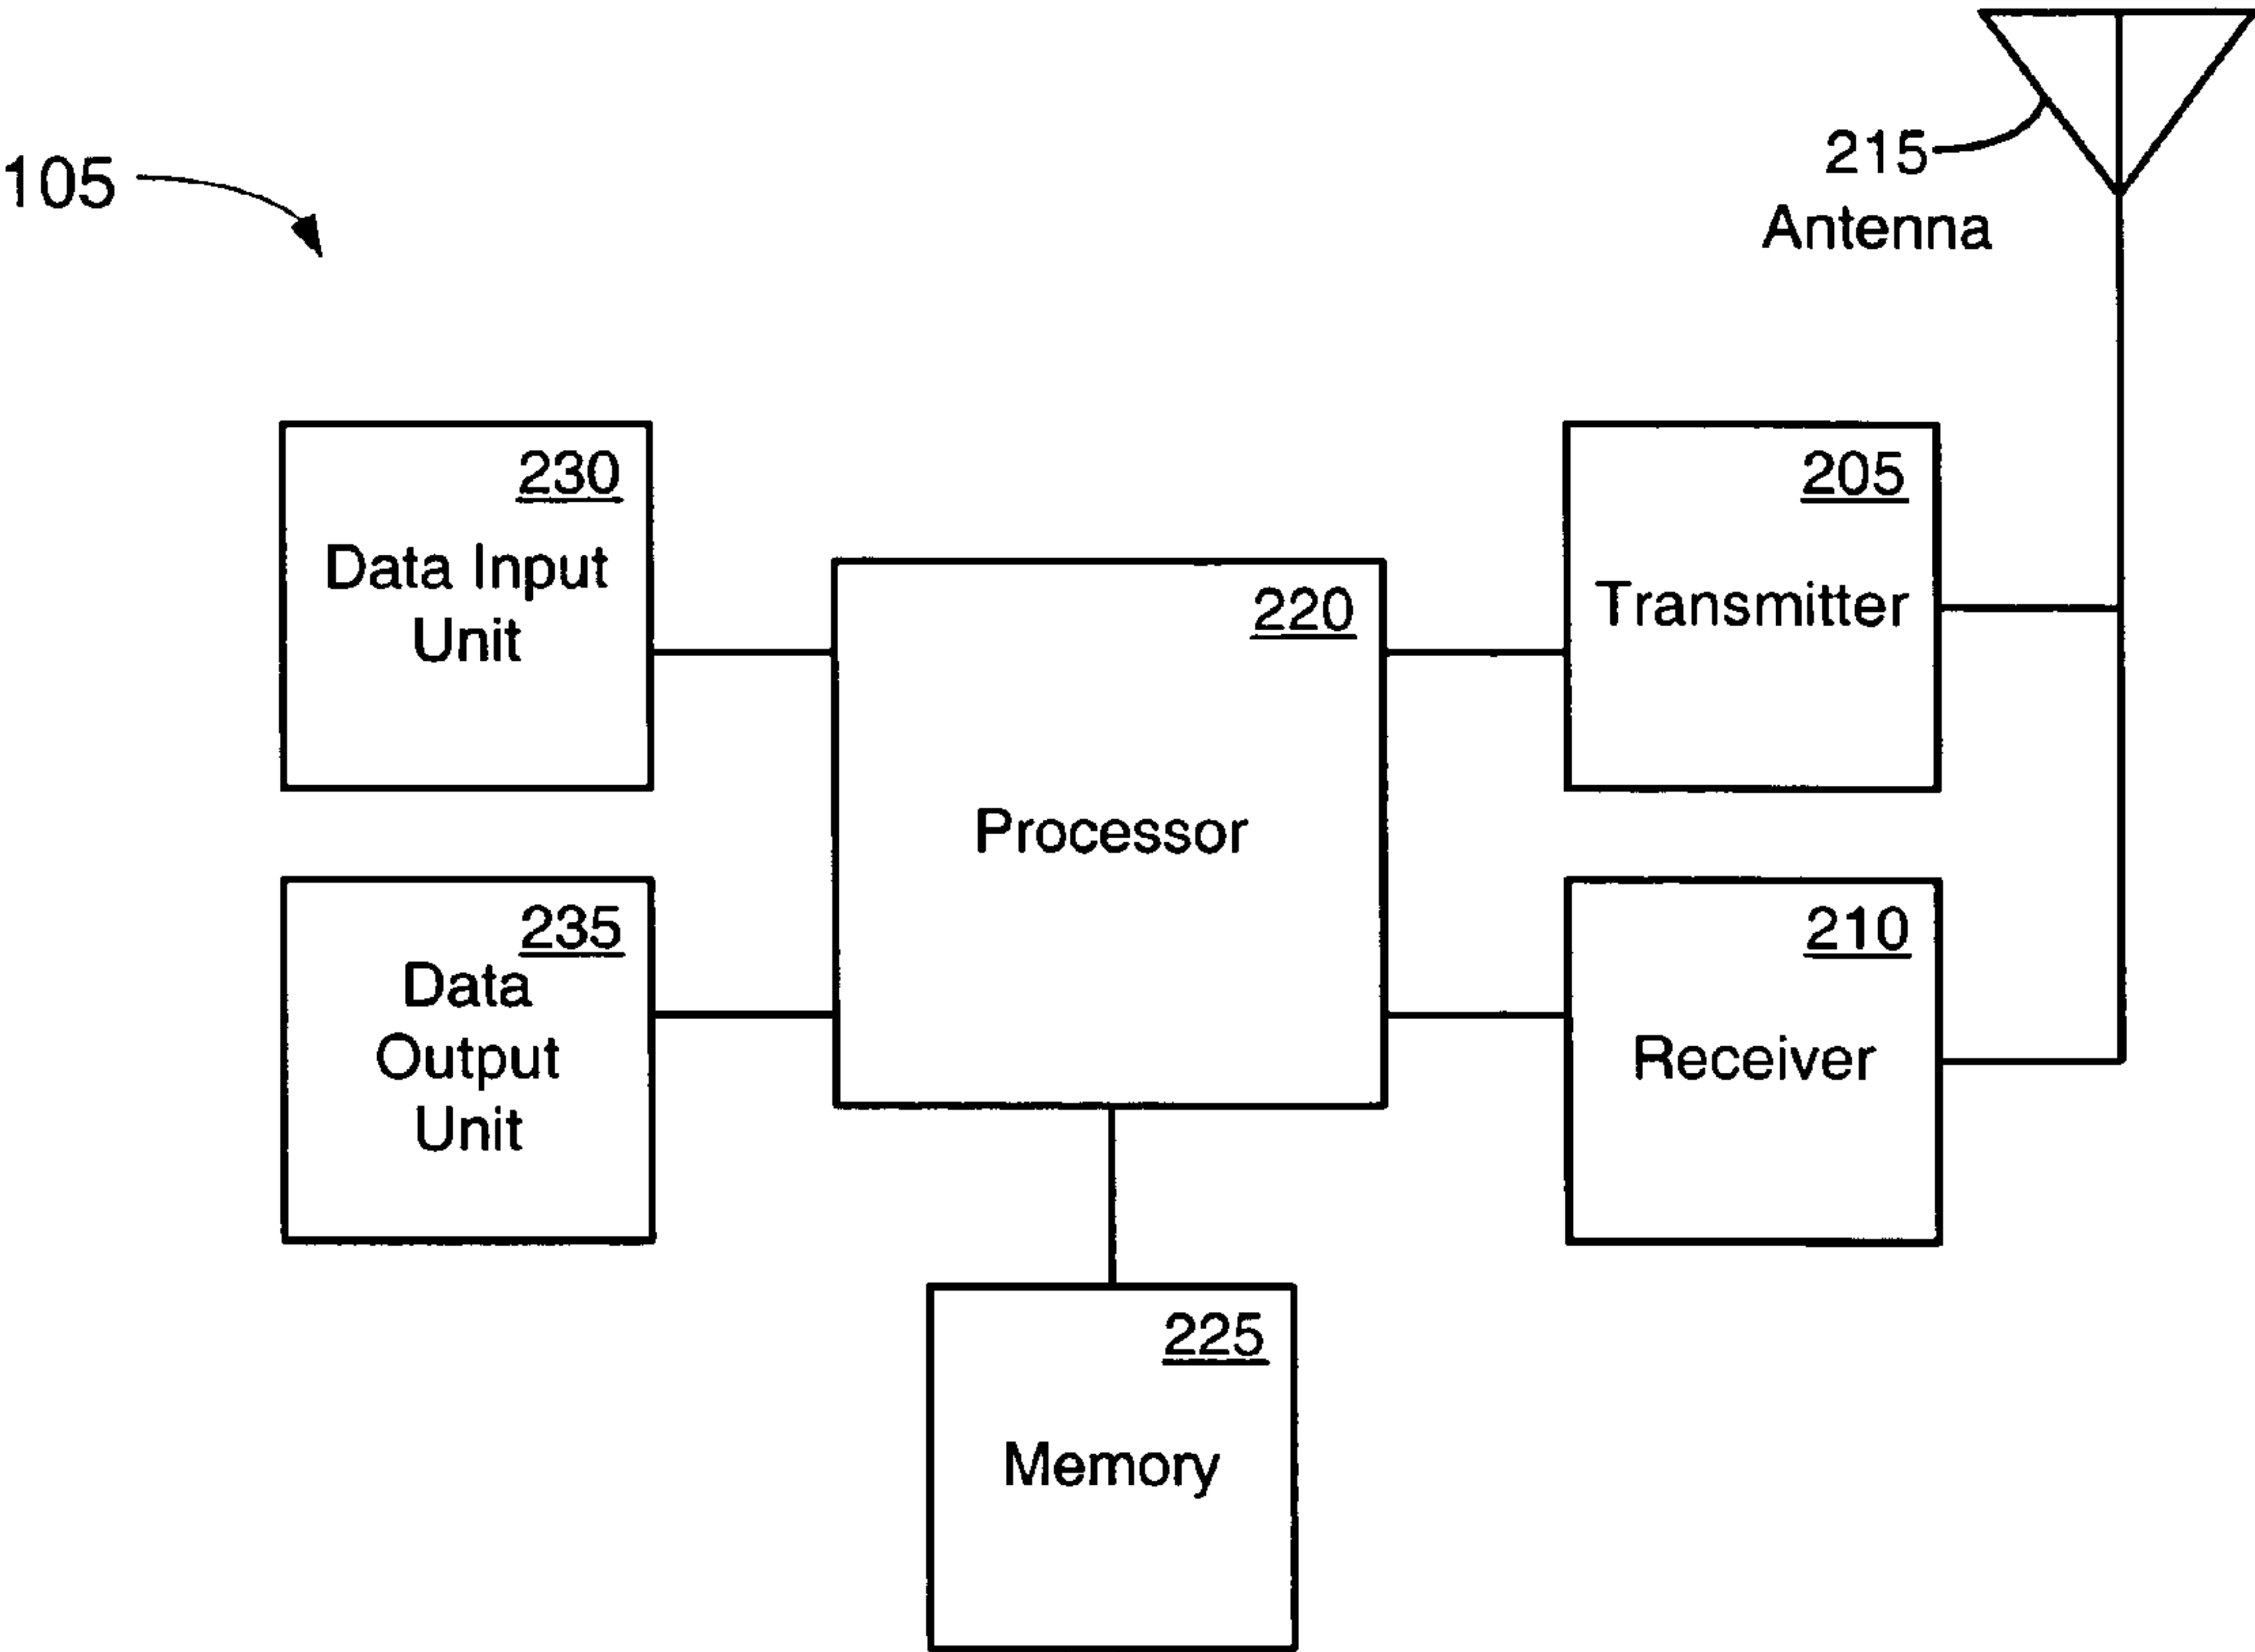 105
215
Antenna
230
Data Input
Unit
220
Processor
205
Transmitter
235
Data
Output
Unit
210
Receiver
225
Memory